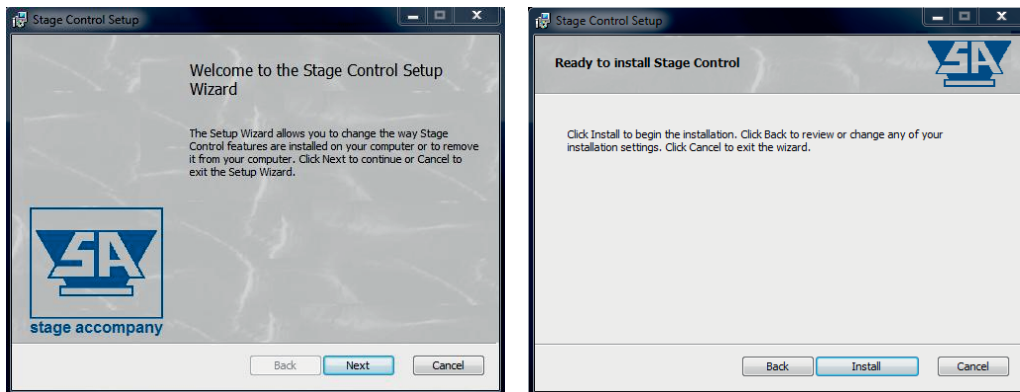 Stage Control Setup
Welcome to the Stage Control Setup
Wizard
The Setup Wizard allows you to change the way Stage
Control features are installed on your computer or to remove
it from your computer. Click Next to continue or Cancel to
exit the Setup Wizard.
SA
stage accompany
Back Next Cancel
Stage Control Setup
Ready to install Stage Control
SA
Click Install to begin the installation. Click Back to review or change any of your
installation settings. Click Cancel to exit the wizard.
Back Install Cancel